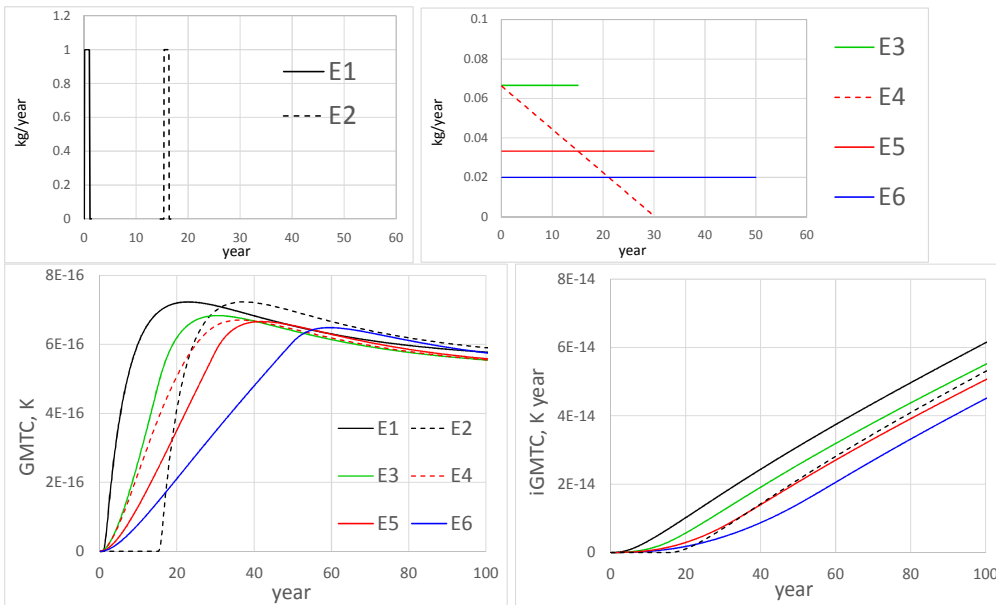 1.2
1
0.8
0.6
0.4
0.2
0
kg/year
0 10 20 30 40 50 60
year
E1
E2
0.1
0.08
0.06
0.04
0.02
0
kg/year
0 10 20 30 40 50 60
year
E3
E4
E5
E6
8E-16
6E-16
4E-16
2E-16
0
GMTC, K
0 20 40 60 80 100
year
E1 E2
E3 E4
E5 E6
8E-14
6E-14
4E-14
2E-14
0
iGMTC, K year
0 20 40 60 80 100
year